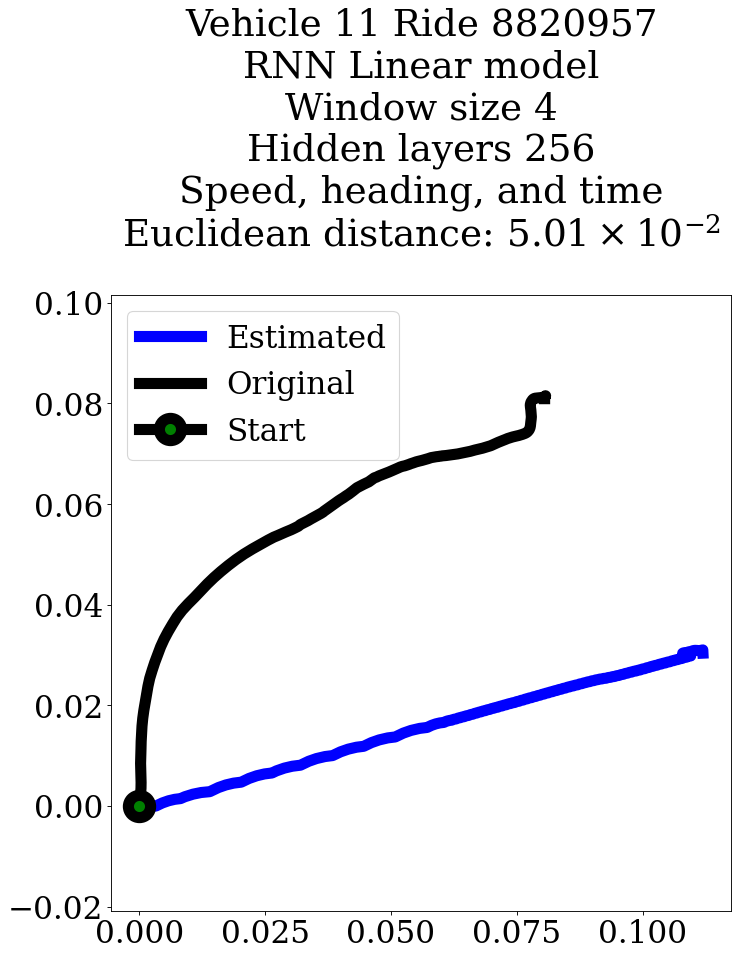 Vehicle 11 Ride 8820957
RNN Linear model
Window size 4
Hidden layers 256
Speed, heading, and time
Euclidean distance: 5.01 × 10⁻²
0.10
Estimated
Original
Start
0.08
0.06
0.04
0.02
0.00
−0.02
0.000 0.025 0.050 0.075 0.100